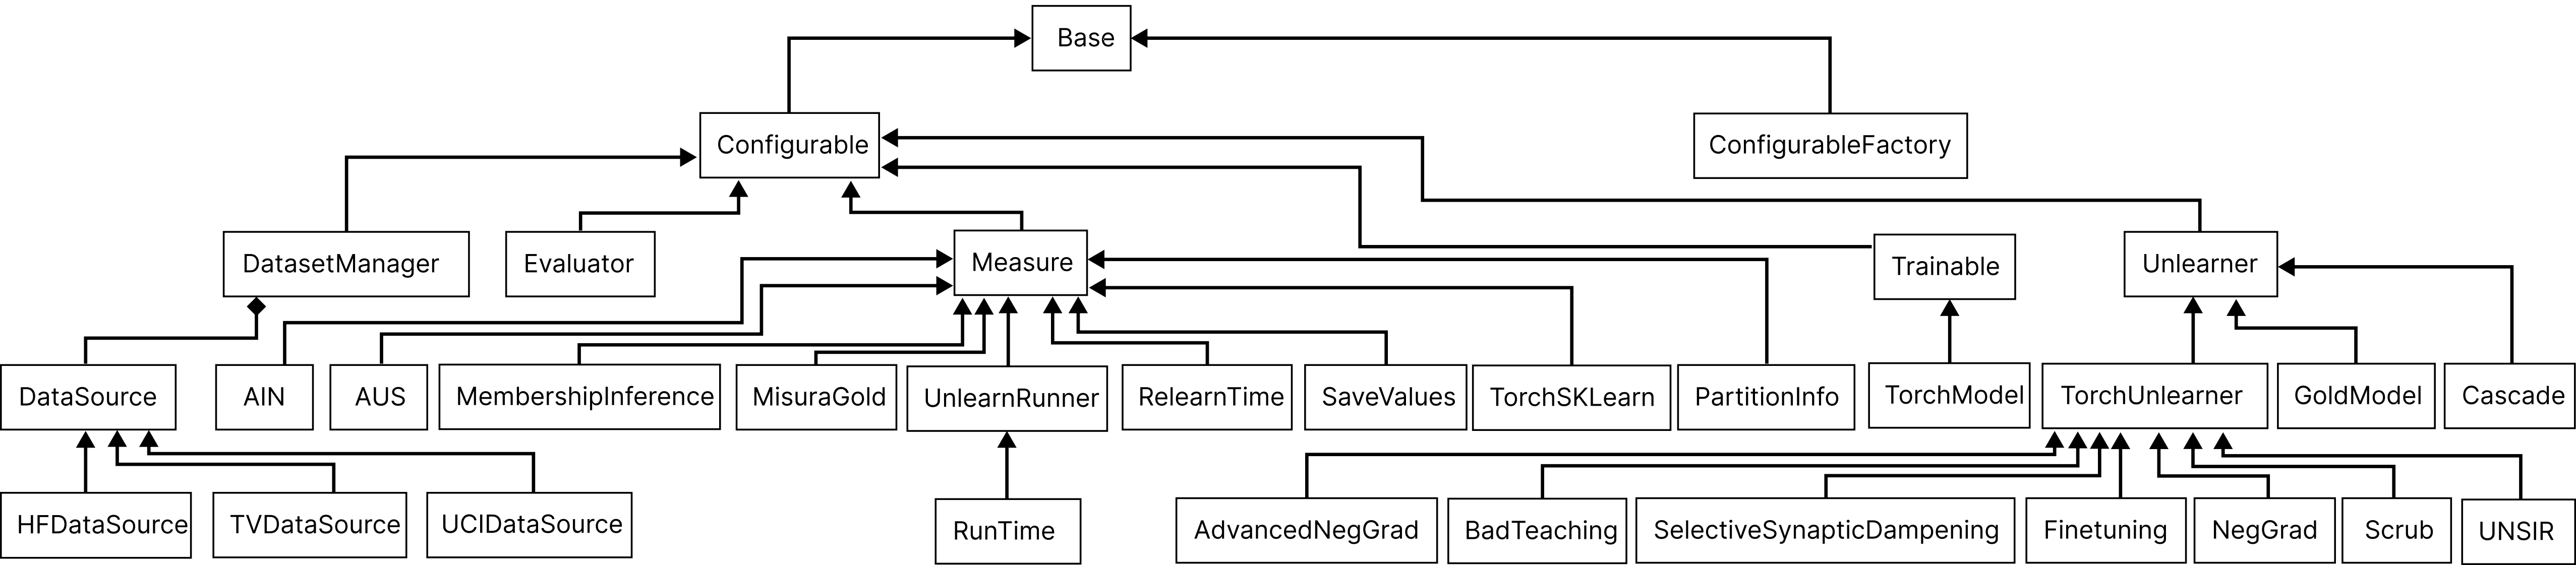 Base
Configurable
ConfigurableFactory
DatasetManager
Evaluator
Measure
Trainable
Unlearner
DataSource
AIN
AUS
MembershipInference
MisuraGold
UnlearnRunner
RelearnTime
SaveValues
TorchSKLearn
PartitionInfo
TorchModel
TorchUnlearner
GoldModel
Cascade
HFDataSource
TVDataSource
UCIDataSource
RunTime
AdvancedNegGrad
BadTeaching
SelectiveSynapticDampening
Finetuning
NegGrad
Scrub
UNSIR